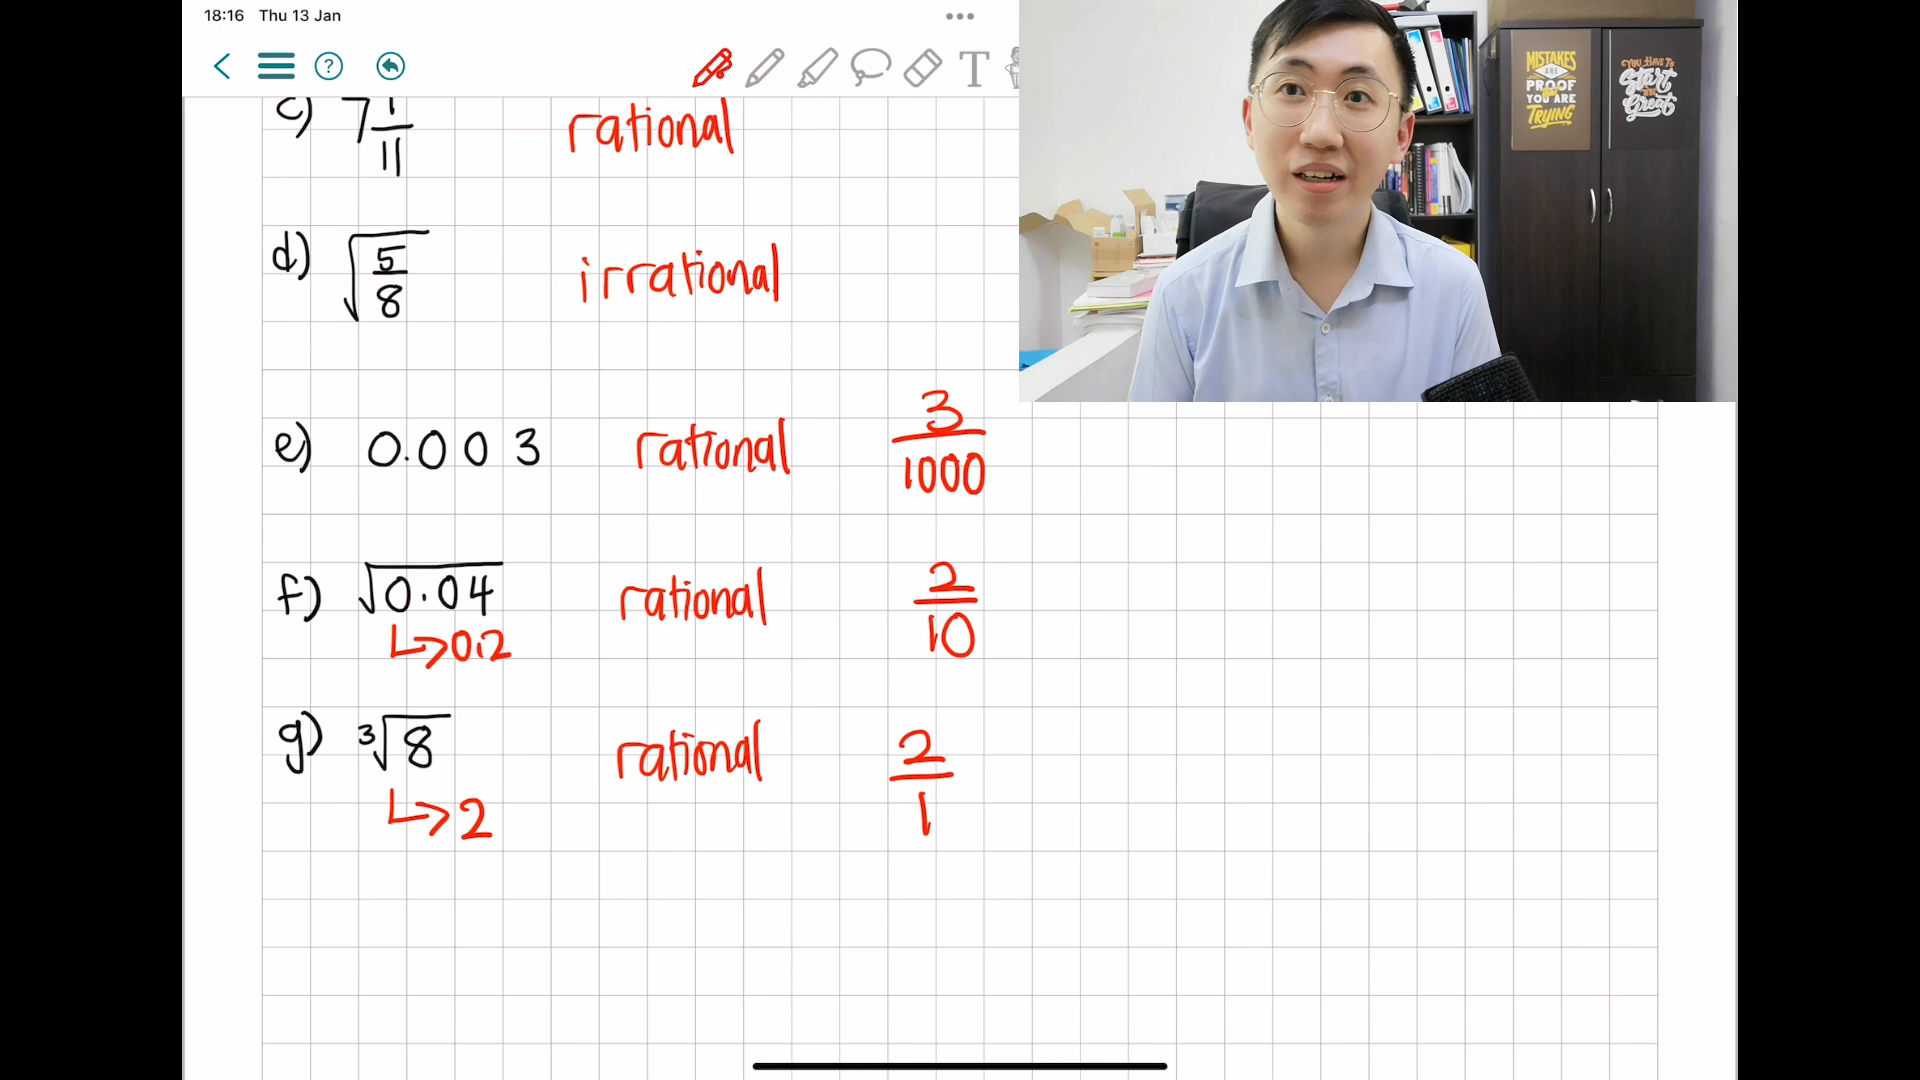 18:16 Thu 13 Jan
T
c) 7 1/11 rational
d) √(5/8) irrational
e) 0.003 rational 3/1000
f) √0.04 rational 2/10
↳ 0.2
g) ³√8 rational 2/1
↳ 2
MISTAKES
ARE
PROOF
YOU ARE
TRYING
YOU HAVE TO
Start
Great